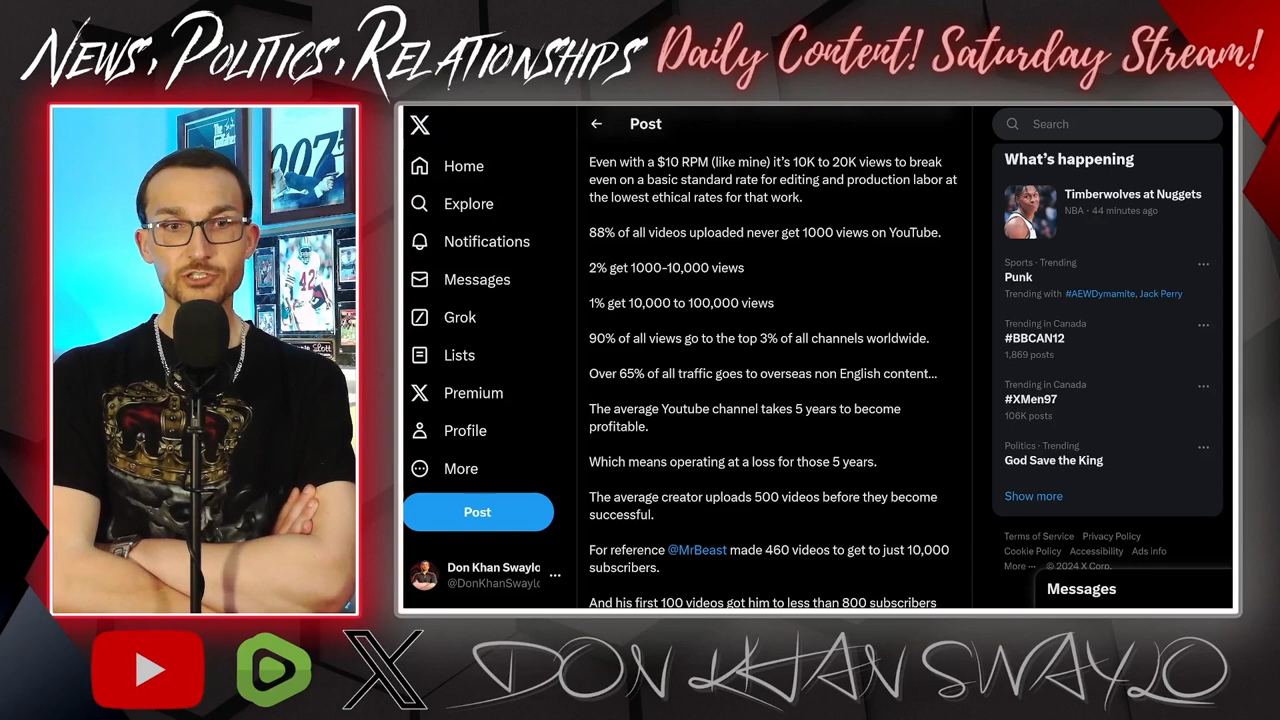 News, Politics, Relationships Daily Content! Saturday Stream!
The
Godfather
007
42
Scott
Post
Home
Explore
Notifications
Messages
Grok
Lists
Premium
Profile
More
Post
Don Khan Swaylo
@DonKhanSwaylo
Even with a $10 RPM (like mine) it's 10K to 20K views to break
even on a basic standard rate for editing and production labor at
the lowest ethical rates for that work.
88% of all videos uploaded never get 1000 views on YouTube.
2% get 1000-10,000 views
1% get 10,000 to 100,000 views
90% of all views go to the top 3% of all channels worldwide.
Over 65% of all traffic goes to overseas non English content...
The average Youtube channel takes 5 years to become
profitable.
Which means operating at a loss for those 5 years.
The average creator uploads 500 videos before they become
successful.
For reference @MrBeast made 460 videos to get to just 10,000
subscribers.
And his first 100 videos got him to less than 800 subscribers
Search
What's happening
Timberwolves at Nuggets
NBA · 44 minutes ago
Sports · Trending
Punk
Trending with #AEWDymamite, Jack Perry
Trending in Canada
#BBCAN12
1,869 posts
Trending in Canada
#XMen97
106K posts
Politics · Trending
God Save the King
Show more
Terms of Service Privacy Policy
Cookie Policy Accessibility Ads info
More ··· © 2024 X Corp.
Messages
Don Khan Swaylo